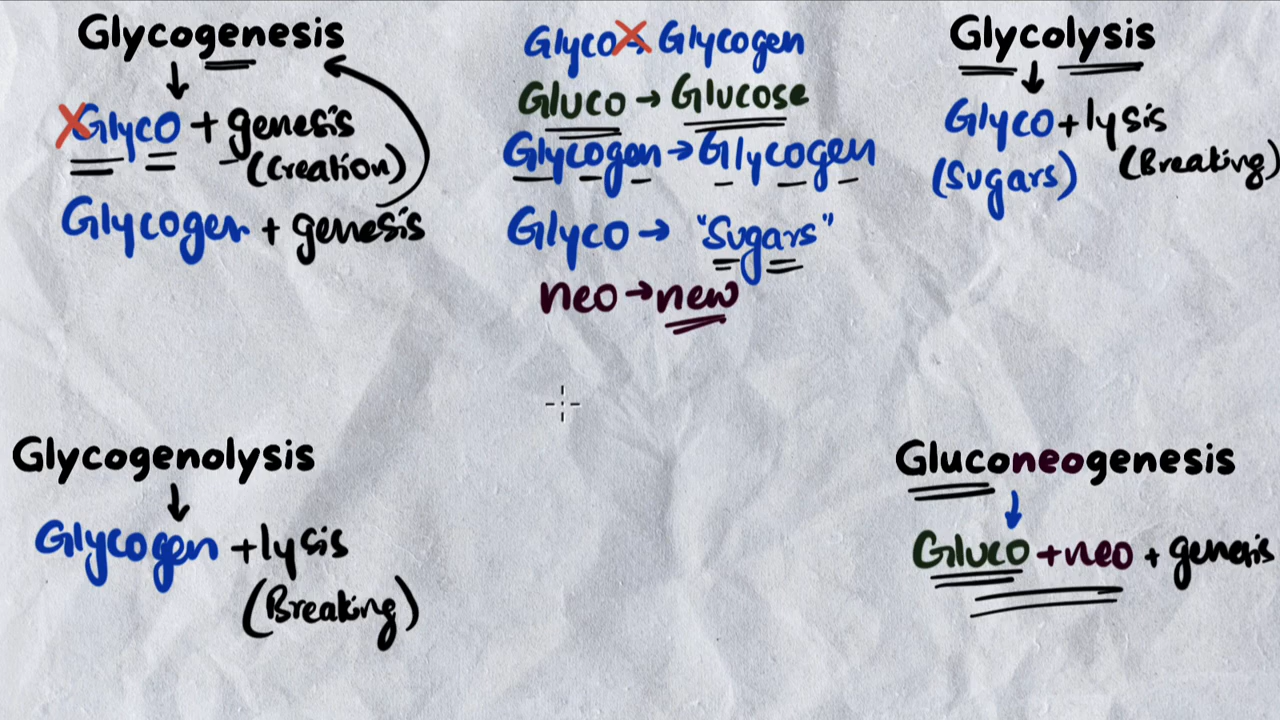 Glycogenesis
Glyco + genesis
(Creation)
Glycogen + genesis
Glyco → Glycogen
Gluco → Glucose
Glycogen → Glycogen
Glyco → "Sugars"
neo → new
Glycolysis
Glyco + lysis
(Sugars) (Breaking)
Glycogenolysis
Glycogen + lysis
(Breaking)
Gluconeogenesis
Gluco + neo + genesis